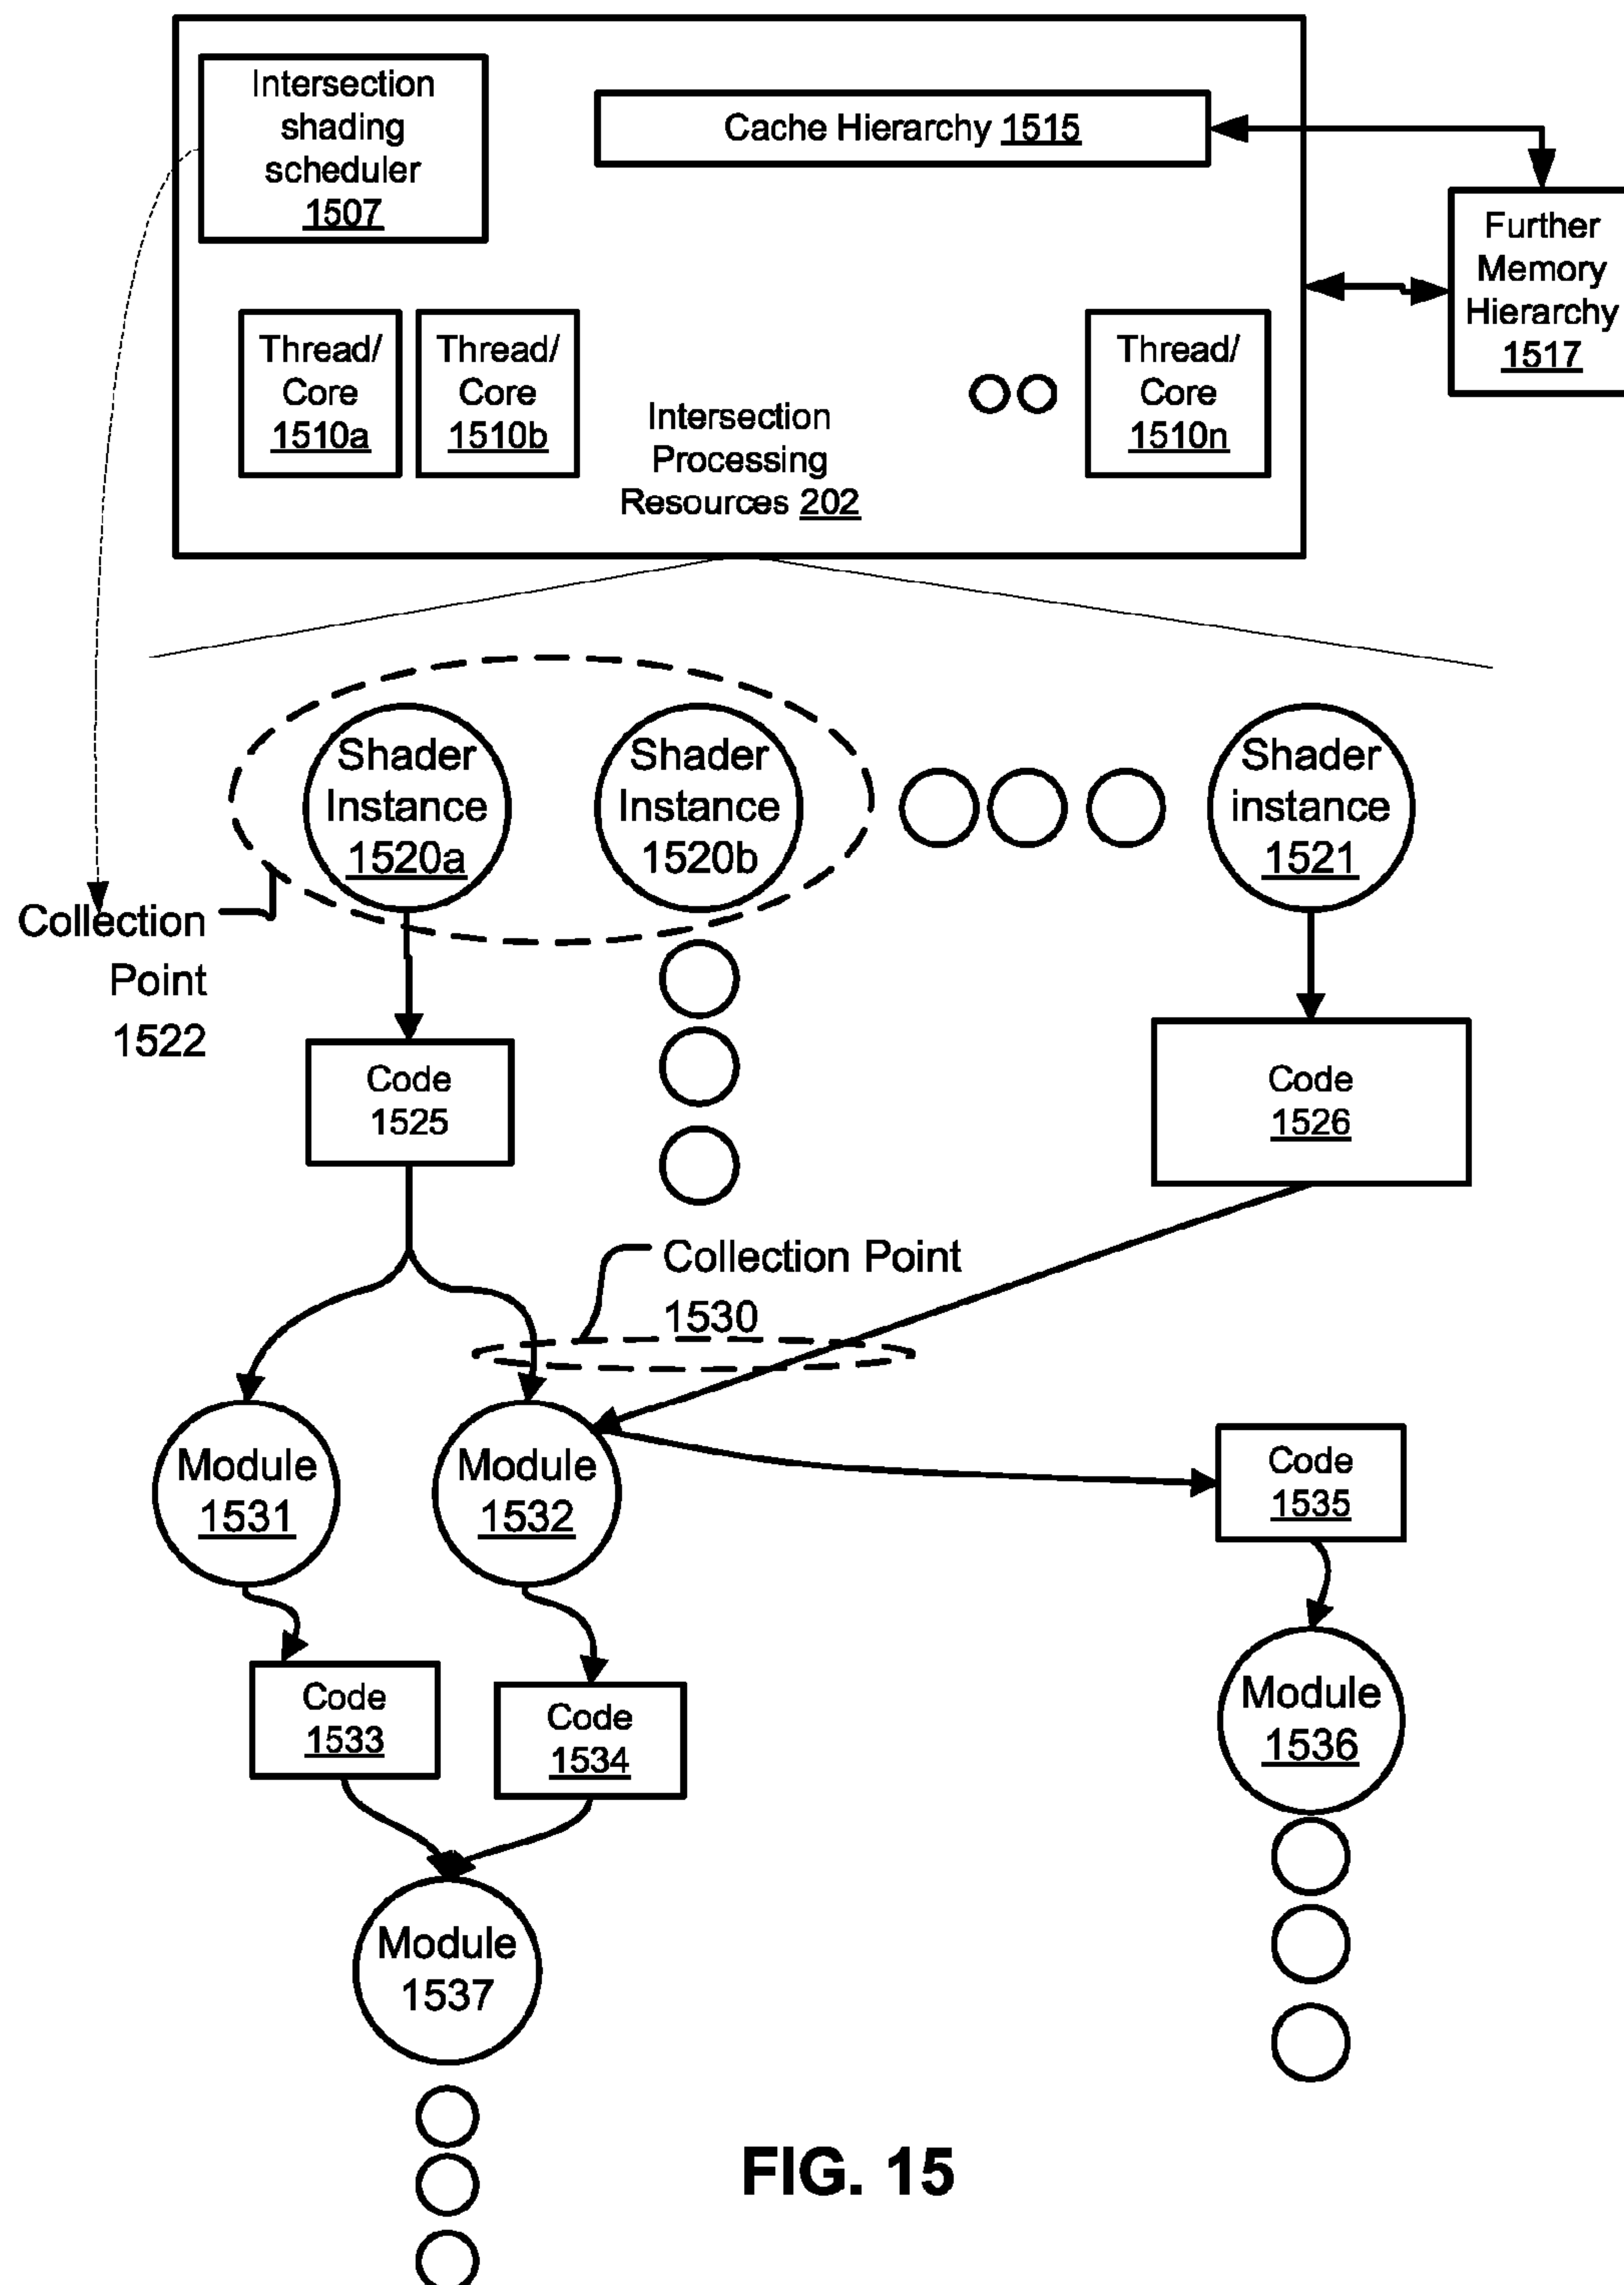 Intersection
shading
scheduler
1507
Cache Hierarchy 1515
Further
Memory
Hierarchy
1517
Thread/
Core
1510a
Thread/
Core
1510b
Intersection
Processing
Resources 202
Thread/
Core
1510n
Shader
Instance
1520a
Shader
Instance
1520b
Shader
instance
1521
Collection
Point
1522
Code
1525
Code
1526
Collection Point
1530
Module
1531
Module
1532
Code
1535
Code
1533
Code
1534
Module
1536
Module
1537
FIG. 15